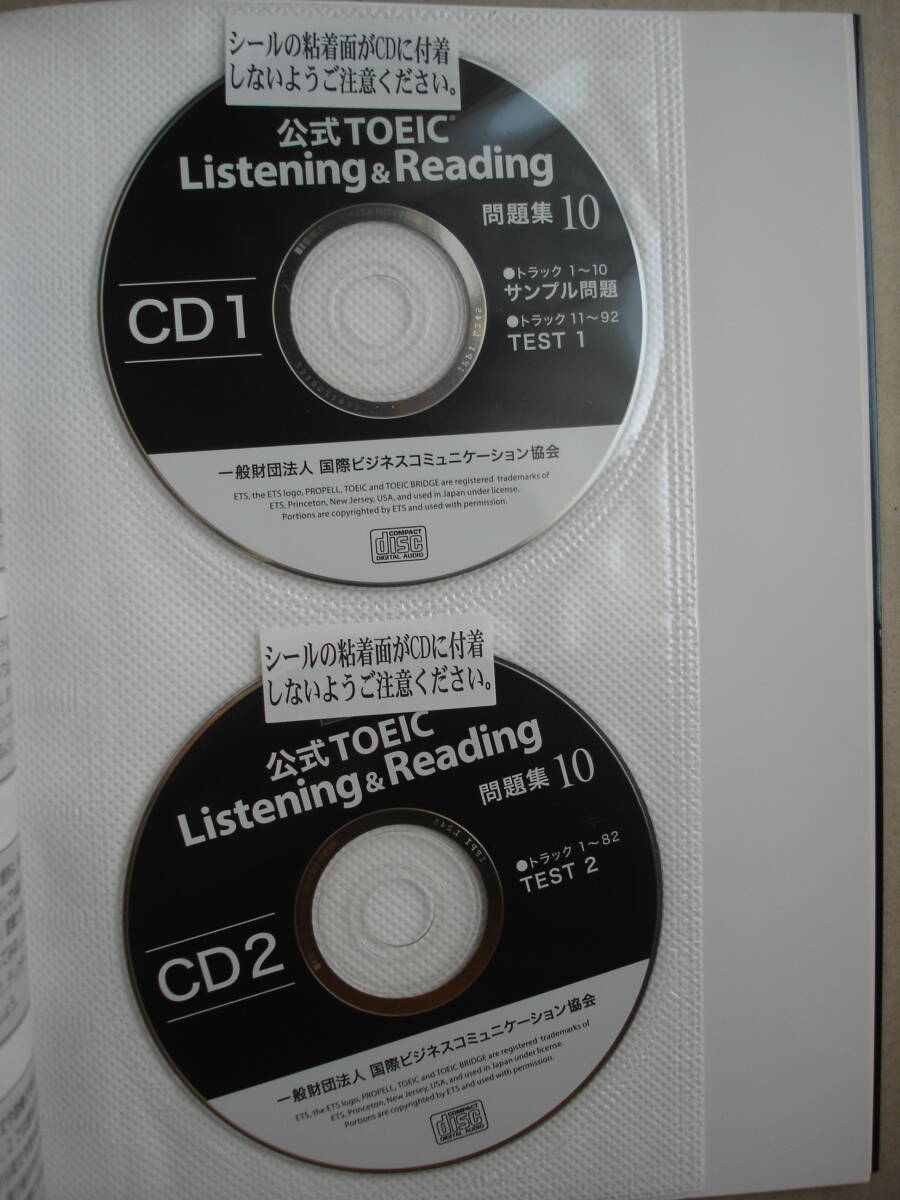 シールの粘着面がCDに付着
しないようご注意ください。
公式 TOEIC®
Listening & Reading
問題集 10
●トラック 1～10
サンプル問題
●トラック 11～92
TEST 1
CD 1
一般財団法人 国際ビジネスコミュニケーション協会
ETS, the ETS logo, PROPELL, TOEIC and TOEIC BRIDGE are registered trademarks of
ETS, Princeton, New Jersey, USA, and used in Japan under license.
Portions are copyrighted by ETS and used with permission.
COMPACT
disc
DIGITAL AUDIO
シールの粘着面がCDに付着
しないようご注意ください。
公式 TOEIC
Listening & Reading
問題集 10
●トラック 1～82
TEST 2
CD 2
一般財団法人 国際ビジネスコミュニケーション協会
ETS, the ETS logo, PROPELL, TOEIC and TOEIC BRIDGE are registered trademarks of
ETS, Princeton, New Jersey, USA, and used in Japan under license.
Portions are copyrighted by ETS and used with permission.
COMPACT
disc
DIGITAL AUDIO